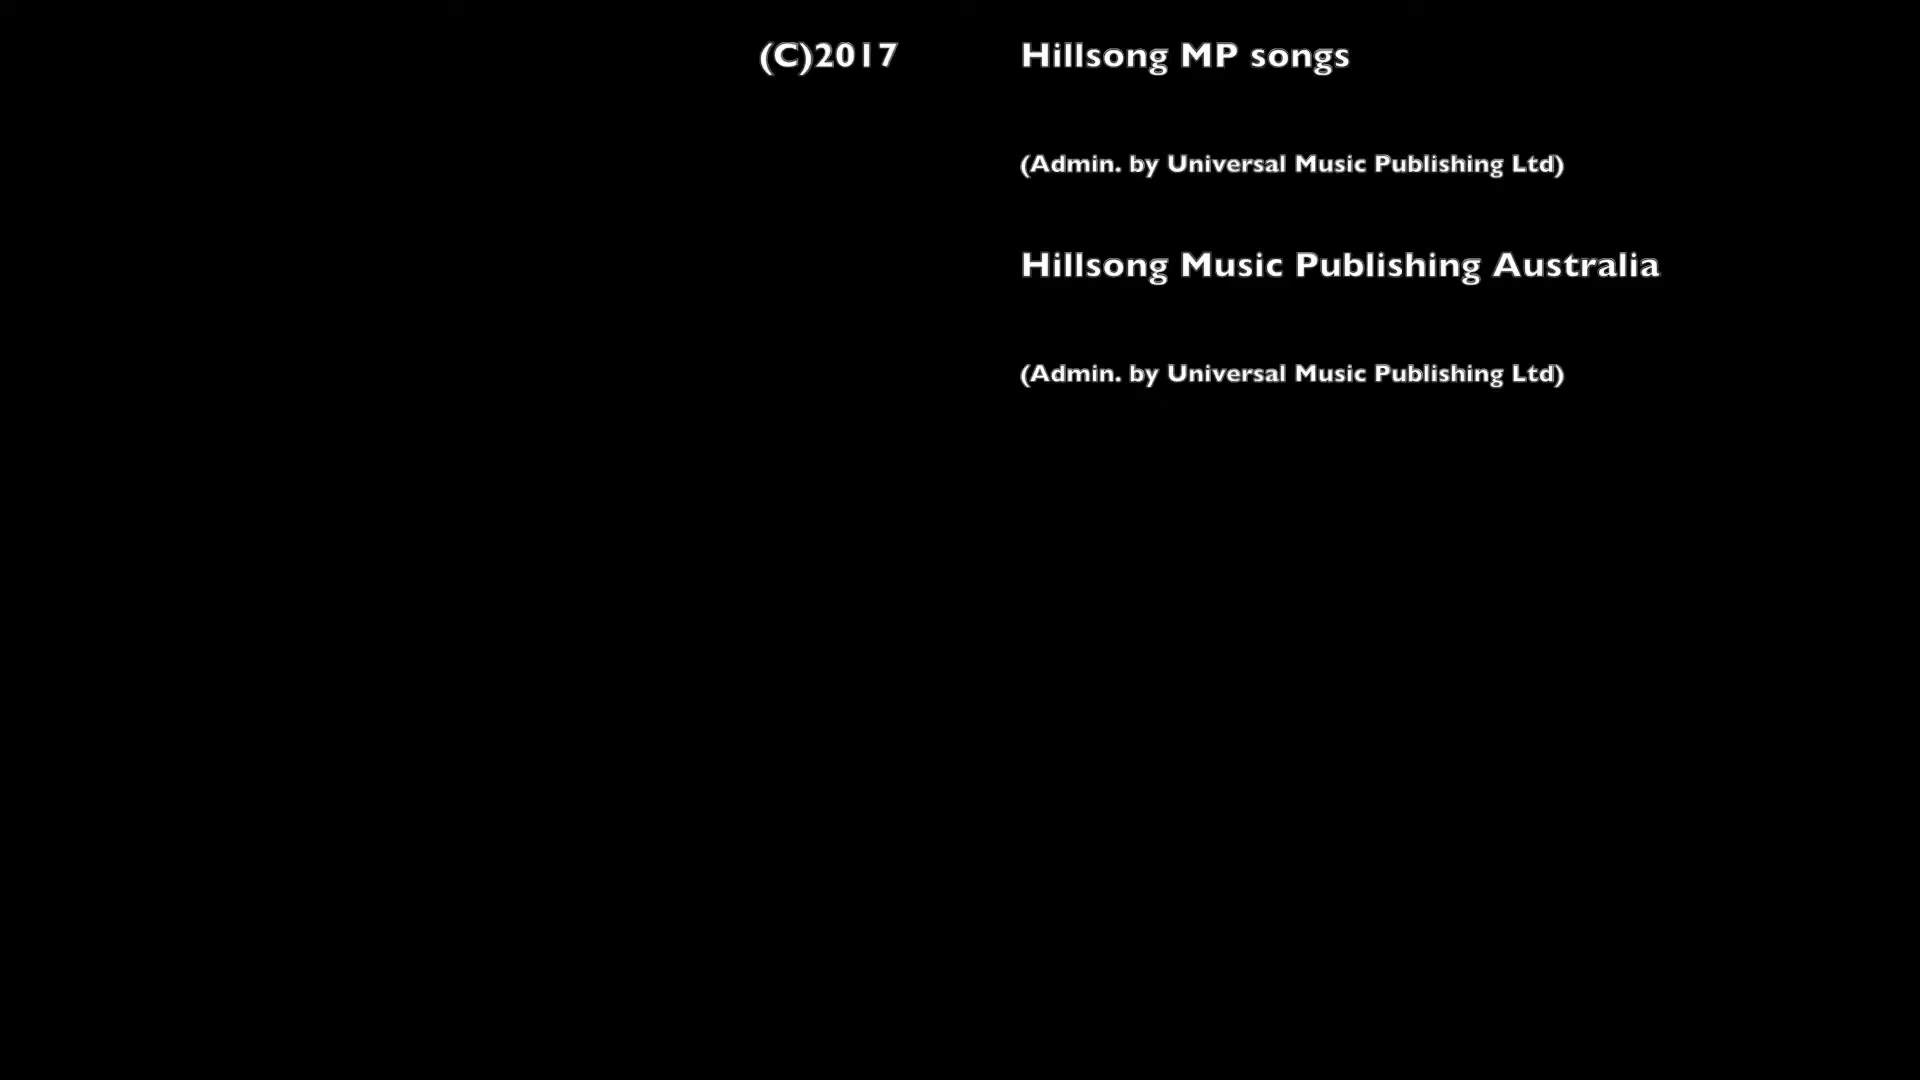 (C)2017 Hillsong MP songs
(Admin. by Universal Music Publishing Ltd)
Hillsong Music Publishing Australia
(Admin. by Universal Music Publishing Ltd)